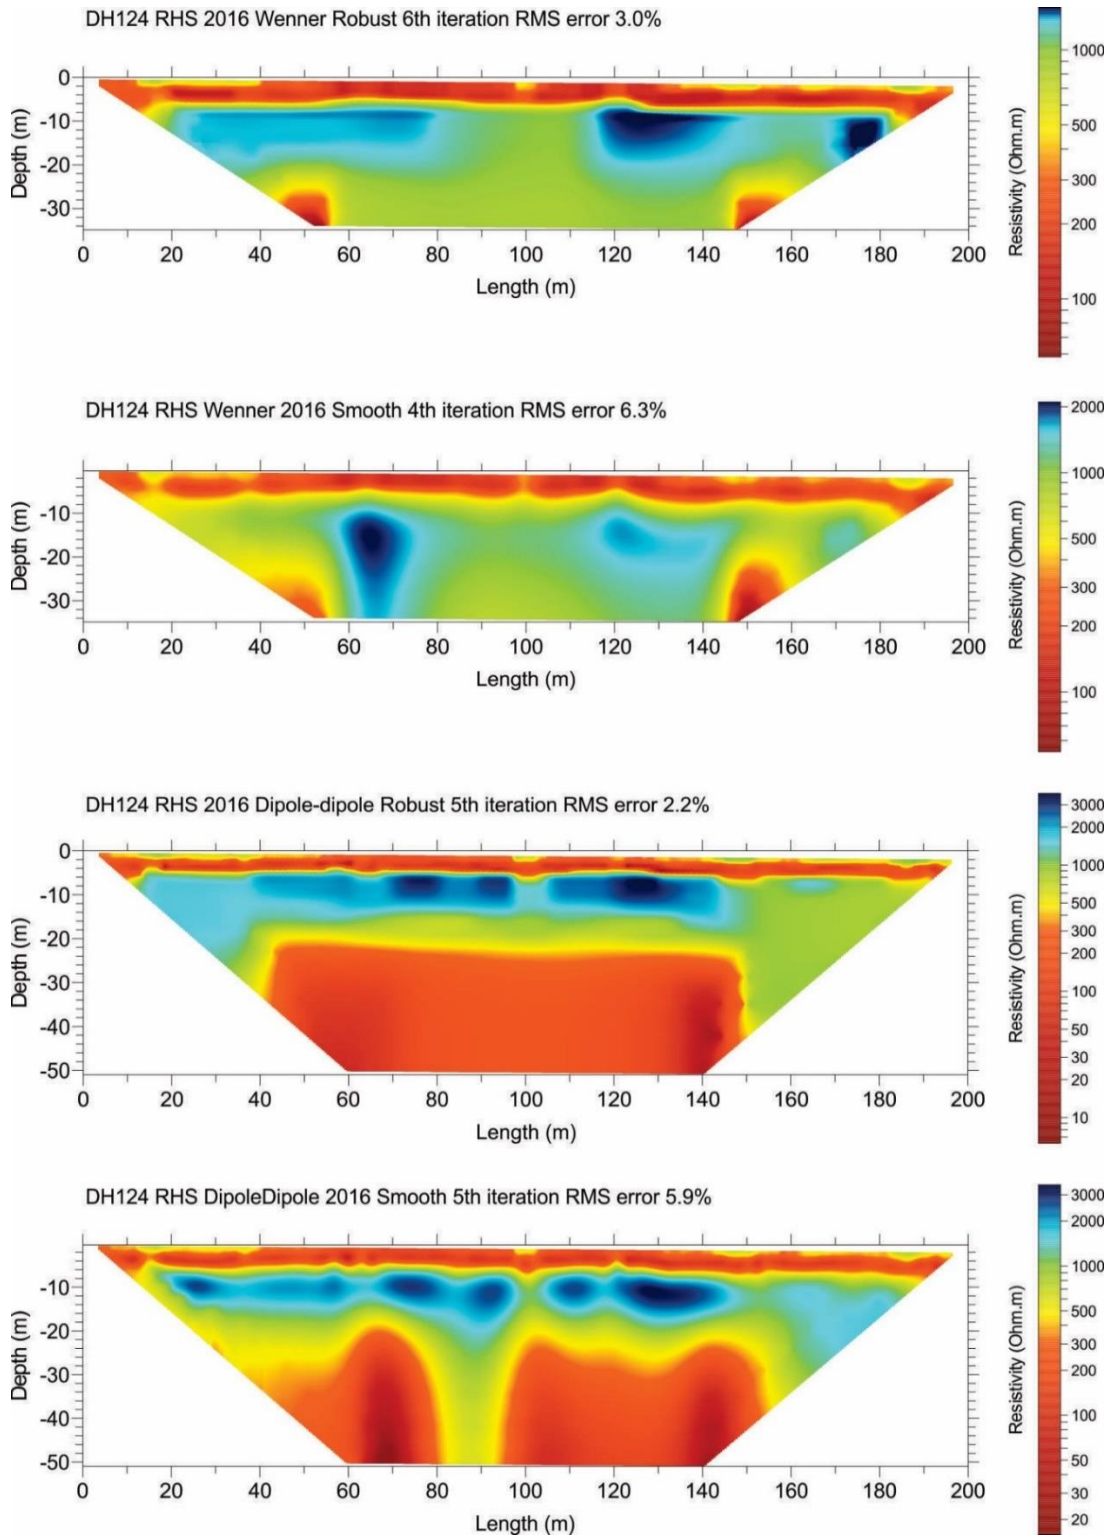 DH124 RHS 2016 Wenner Robust 6th iteration RMS error 3.0%
0
-10
-20
-30
Depth (m)
0 20 40 60 80 100 120 140 160 180 200
Length (m)
1000
500
300
200
100
Resistivity (Ohm.m)
DH124 RHS Wenner 2016 Smooth 4th iteration RMS error 6.3%
-10
-20
-30
Depth (m)
0 20 40 60 80 100 120 140 160 180 200
Length (m)
2000
1000
500
300
200
100
Resistivity (Ohm.m)
DH124 RHS 2016 Dipole-dipole Robust 5th iteration RMS error 2.2%
0
-10
-20
-30
-40
-50
Depth (m)
0 20 40 60 80 100 120 140 160 180 200
Length (m)
3000
2000
1000
500
300
200
100
50
30
20
10
Resistivity (Ohm.m)
DH124 RHS DipoleDipole 2016 Smooth 5th iteration RMS error 5.9%
-10
-20
-30
-40
-50
Depth (m)
0 20 40 60 80 100 120 140 160 180 200
Length (m)
3000
2000
1000
500
300
200
100
50
30
20
Resistivity (Ohm.m)